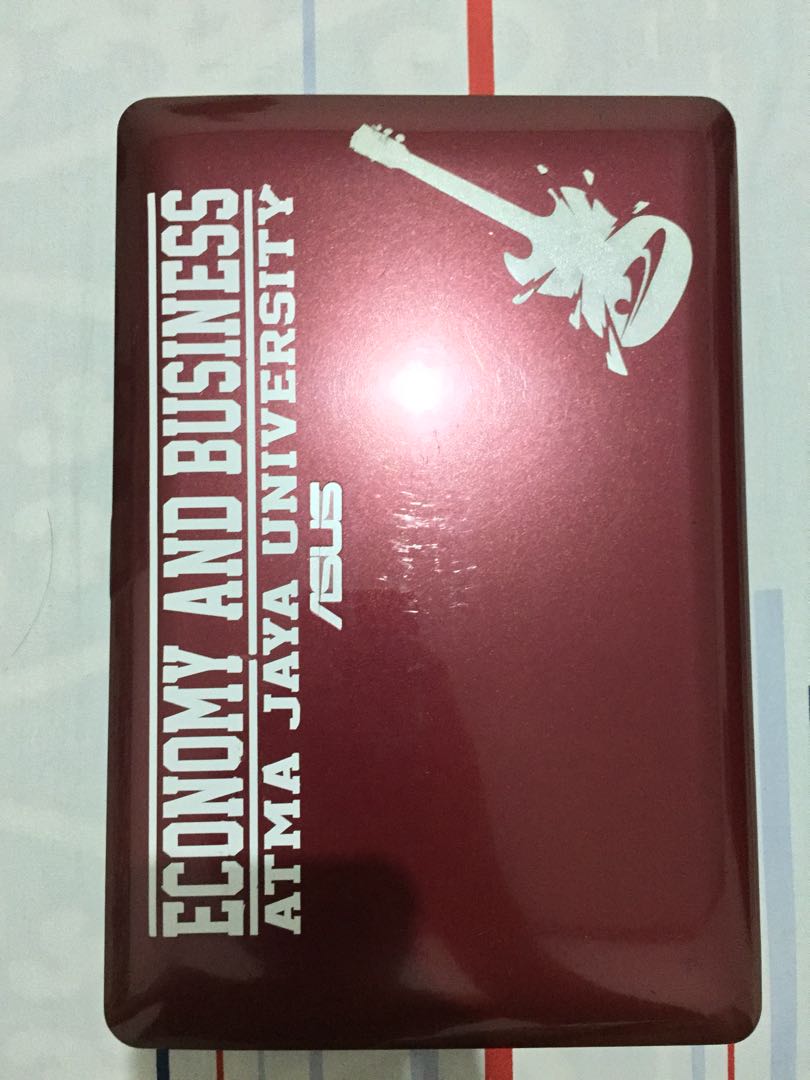 ECONOMY AND BUSINESS
ATMA JAYA UNIVERSITY
ASUS